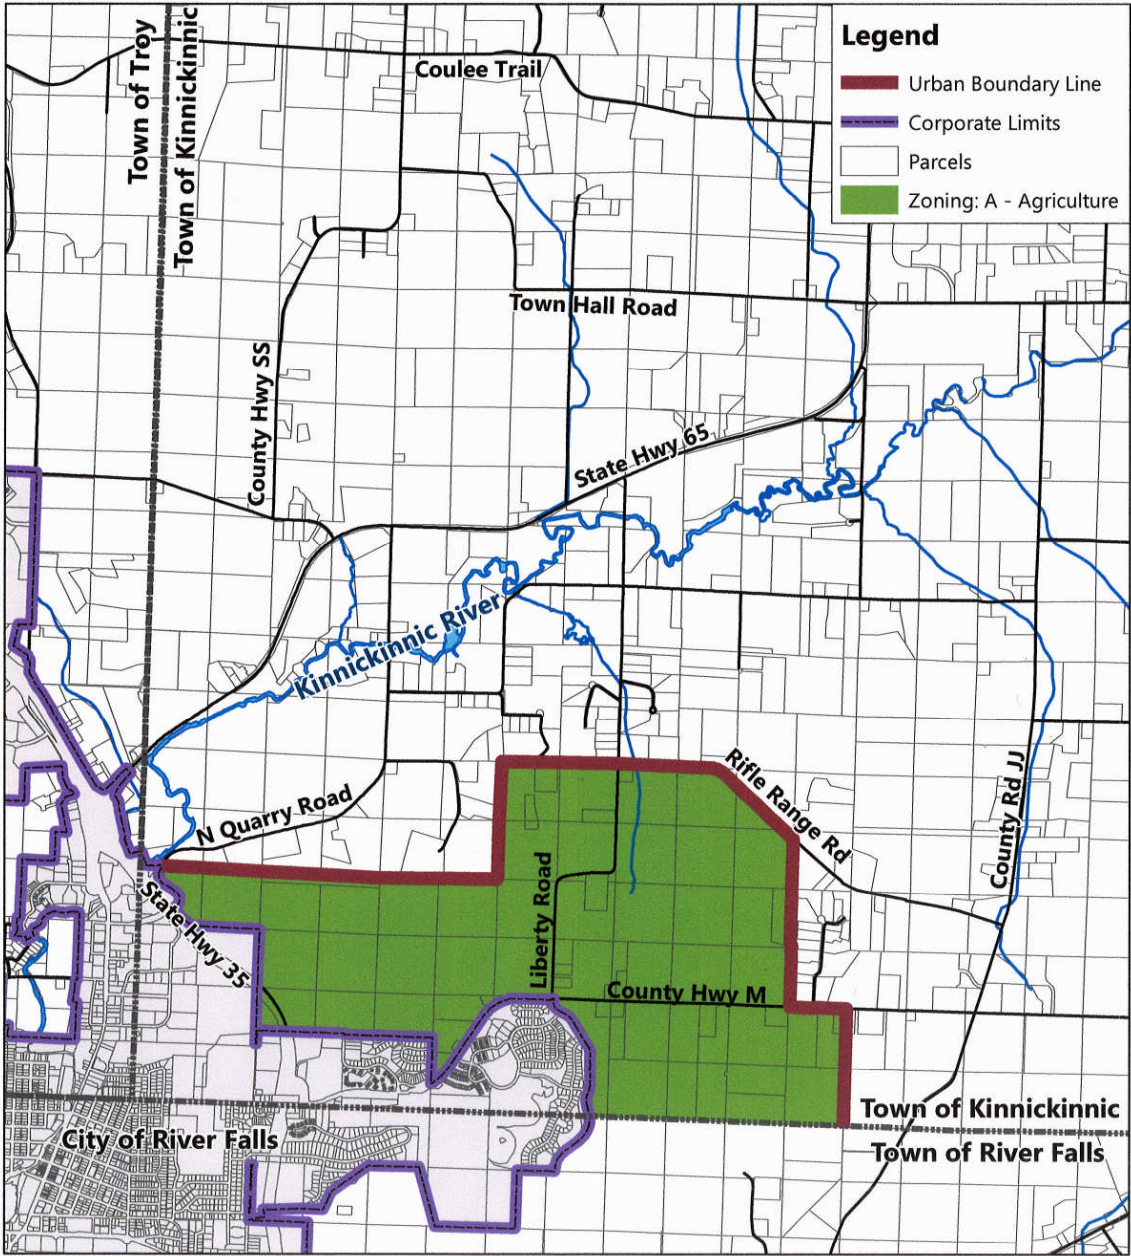 Legend
Urban Boundary Line
Corporate Limits
Parcels
Zoning: A - Agriculture
Town of Troy
Town of Kinnickinnic
Coulee Trail
Town Hall Road
County Hwy SS
State Hwy 65
Kinnickinnic River
N Quarry Road
Rifle Range Rd
County Rd JJ
State Hwy 35
Liberty Road
County Hwy M
City of River Falls
Town of Kinnickinnic
Town of River Falls